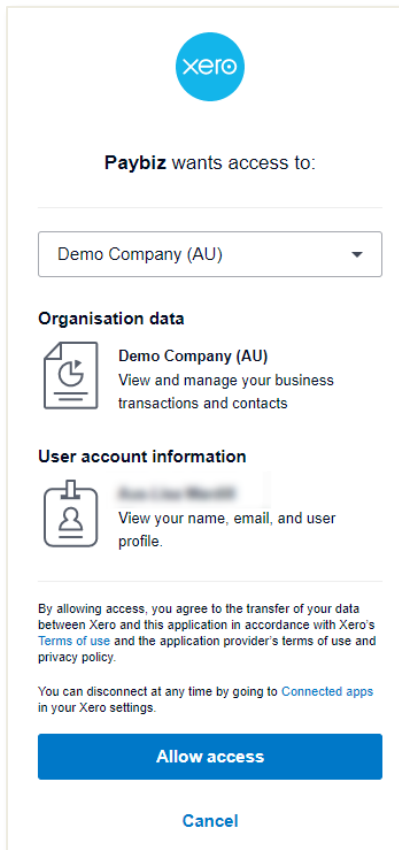 xero
Paybiz wants access to:
Demo Company (AU)
Organisation data
Demo Company (AU)
View and manage your business
transactions and contacts
User account information
View your name, email, and user
profile.
By allowing access, you agree to the transfer of your data
between Xero and this application in accordance with Xero's
Terms of use and the application provider's terms of use and
privacy policy.
You can disconnect at any time by going to Connected apps
in your Xero settings.
Allow access
Cancel